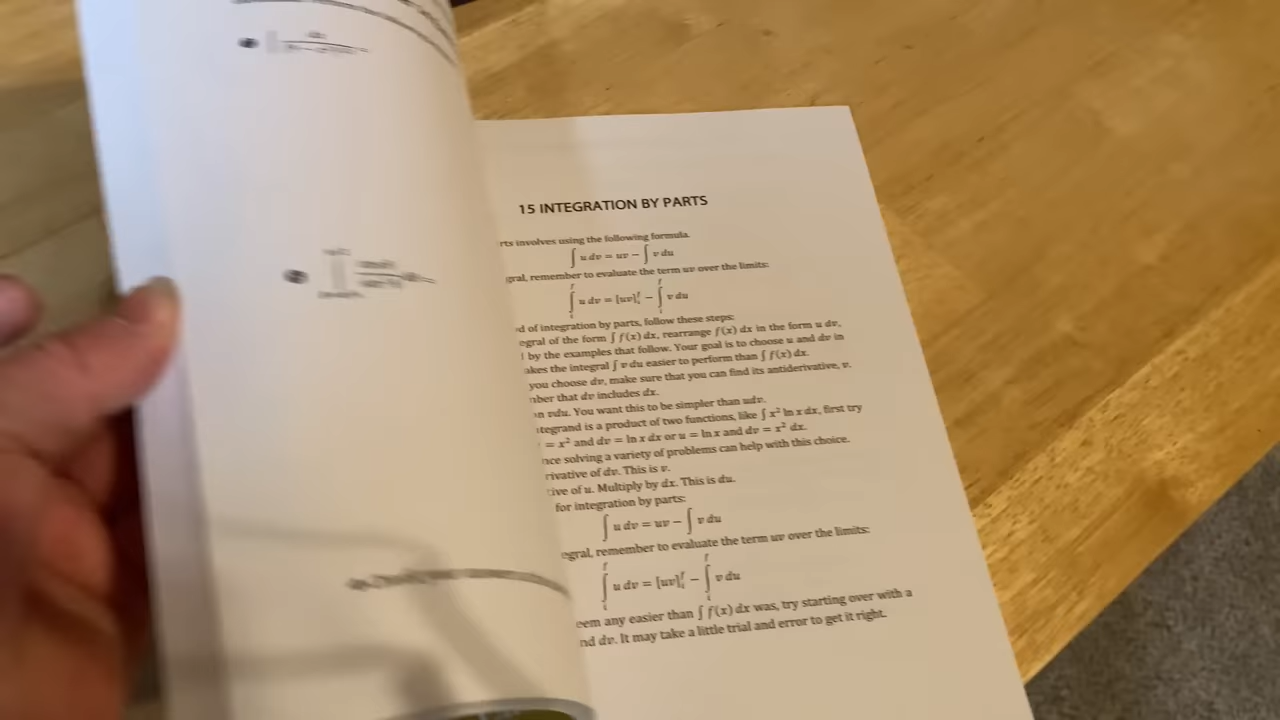 15 INTEGRATION BY PARTS
rts involves using the following formula.
∫ u dv = uv − ∫ v du
gral, remember to evaluate the term uv over the limits:
∫ u dv = [uv] − ∫ v du
d of integration by parts, follow these steps:
egral of the form ∫ f(x) dx, rearrange f(x) dx in the form u dv,
l by the examples that follow. Your goal is to choose u and dv in
akes the integral ∫ v du easier to perform than ∫ f(x) dx.
you choose dv, make sure that you can find its antiderivative, v.
ber that dv includes dx.
n vdu. You want this to be simpler than udv.
tegrand is a product of two functions, like ∫ x² ln x dx, first try
= x² and dv = ln x dx or u = ln x and dv = x² dx.
nce solving a variety of problems can help with this choice.
rivative of dv. This is v.
ive of u. Multiply by dx. This is du.
for integration by parts:
∫ u dv = uv − ∫ v du
egral, remember to evaluate the term uv over the limits:
∫ u dv = [uv] − ∫ v du
eem any easier than ∫ f(x) dx was, try starting over with a
nd dv. It may take a little trial and error to get it right.